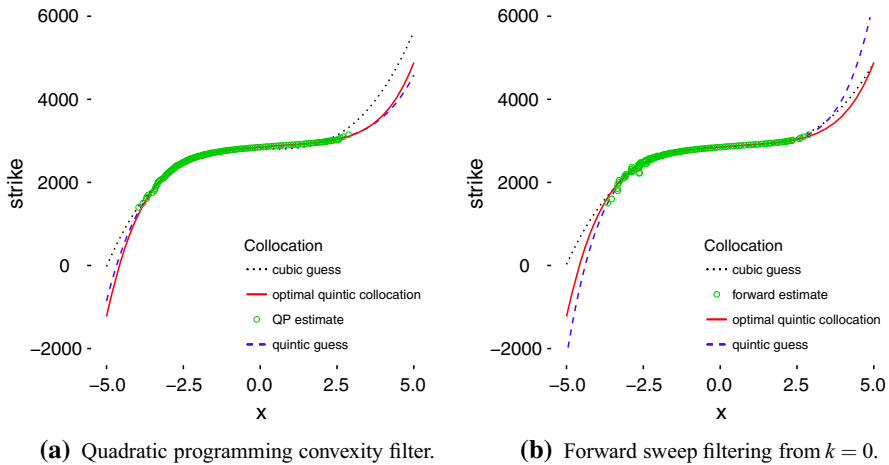 6000
4000
2000
0
−2000
strike
−5.0
−2.5
0.0
2.5
5.0
x
Collocation
cubic guess
optimal quintic collocation
QP estimate
quintic guess
(a) Quadratic programming convexity filter.
6000
4000
2000
0
−2000
strike
−5.0
−2.5
0.0
2.5
5.0
x
Collocation
cubic guess
forward estimate
optimal quintic collocation
quintic guess
(b) Forward sweep filtering from k = 0.